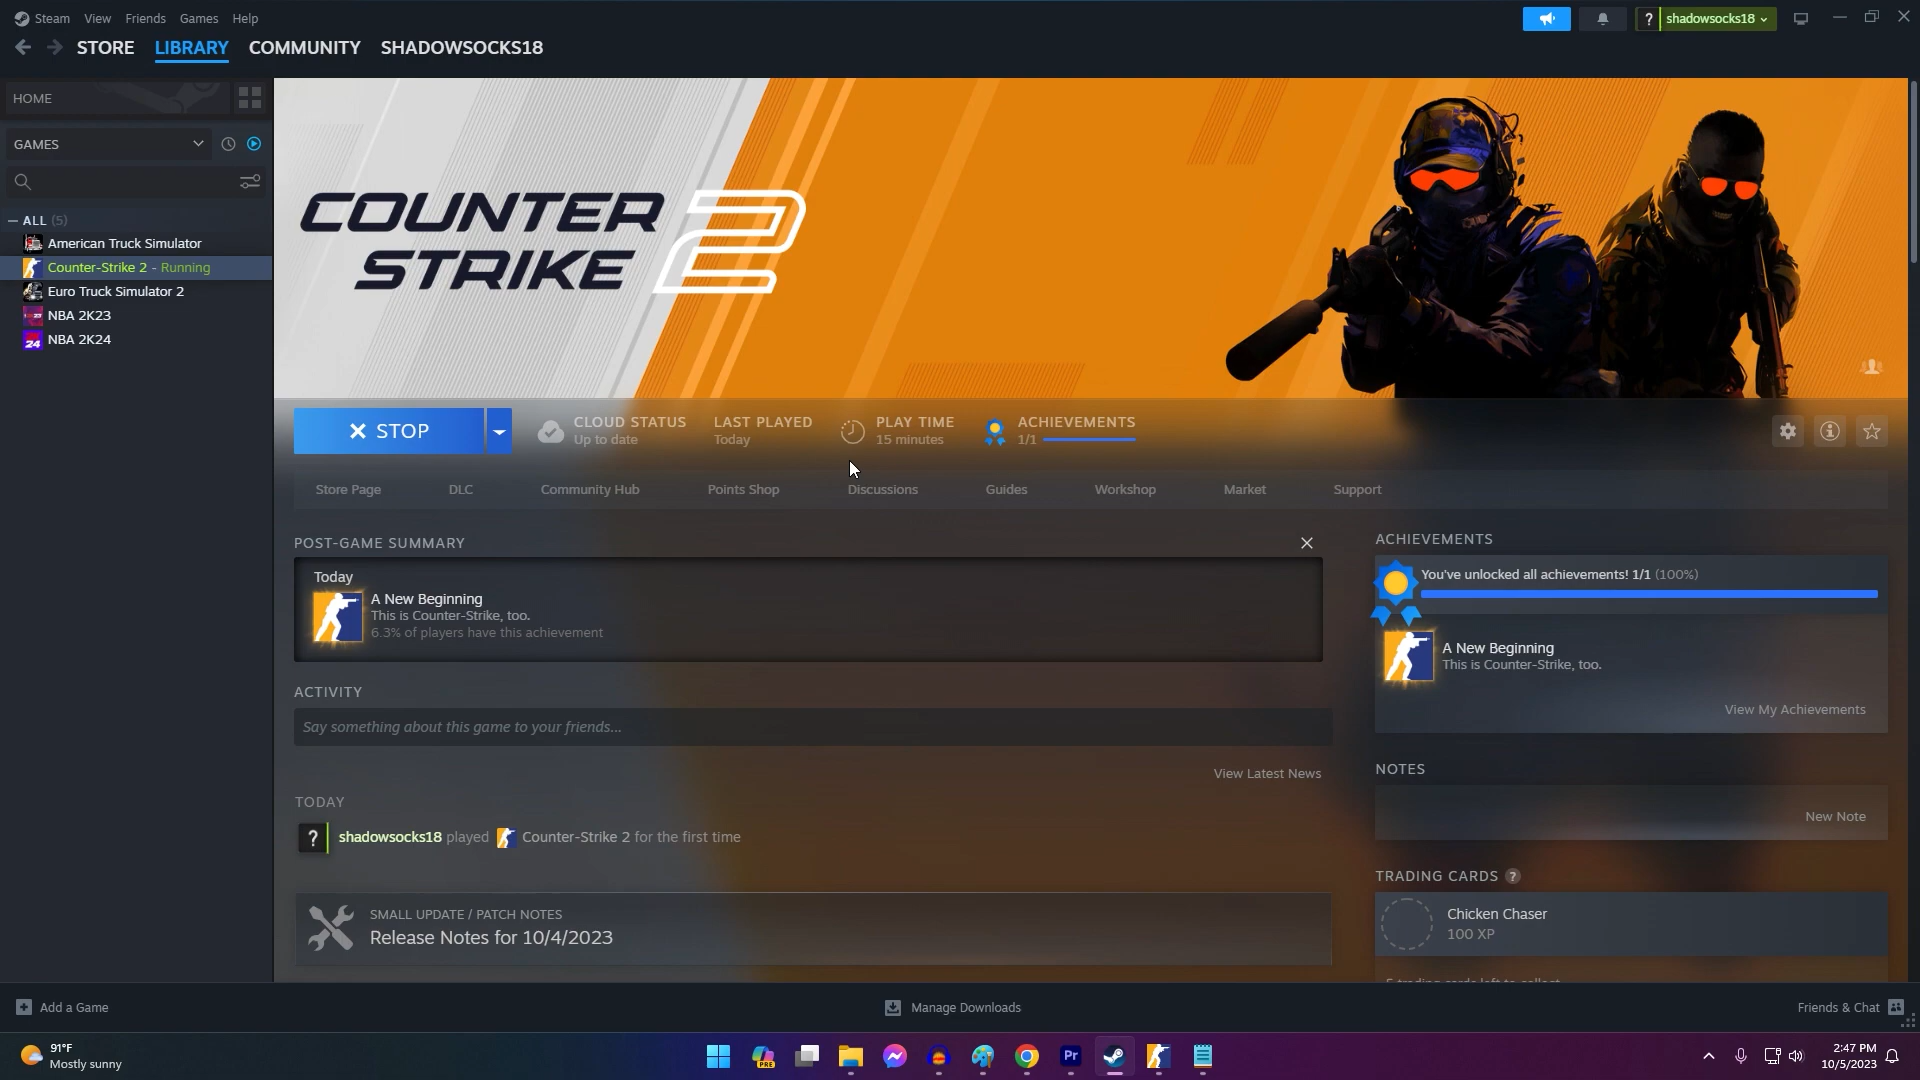 Steam View Friends Games Help
shadowsocks18
STORE LIBRARY COMMUNITY SHADOWSOCKS18
HOME
GAMES
ALL (5)
American Truck Simulator
Counter-Strike 2 - Running
Euro Truck Simulator 2
NBA 2K23
24 NBA 2K24
COUNTER
STRIKE 2
STOP
CLOUD STATUS
Up to date
LAST PLAYED
Today
PLAY TIME
15 minutes
ACHIEVEMENTS
1/1
Store Page DLC Community Hub Points Shop Discussions Guides Workshop Market Support
POST-GAME SUMMARY
Today
A New Beginning
This is Counter-Strike, too.
6.3% of players have this achievement
ACTIVITY
Say something about this game to your friends...
View Latest News
TODAY
? shadowsocks18 played Counter-Strike 2 for the first time
SMALL UPDATE / PATCH NOTES
Release Notes for 10/4/2023
ACHIEVEMENTS
You've unlocked all achievements! 1/1 (100%)
A New Beginning
This is Counter-Strike, too.
View My Achievements
NOTES
New Note
TRADING CARDS ?
Chicken Chaser
100 XP
Add a Game
Manage Downloads
Friends & Chat
91°F
Mostly sunny
PRE
Pr
2:47 PM
10/5/2023